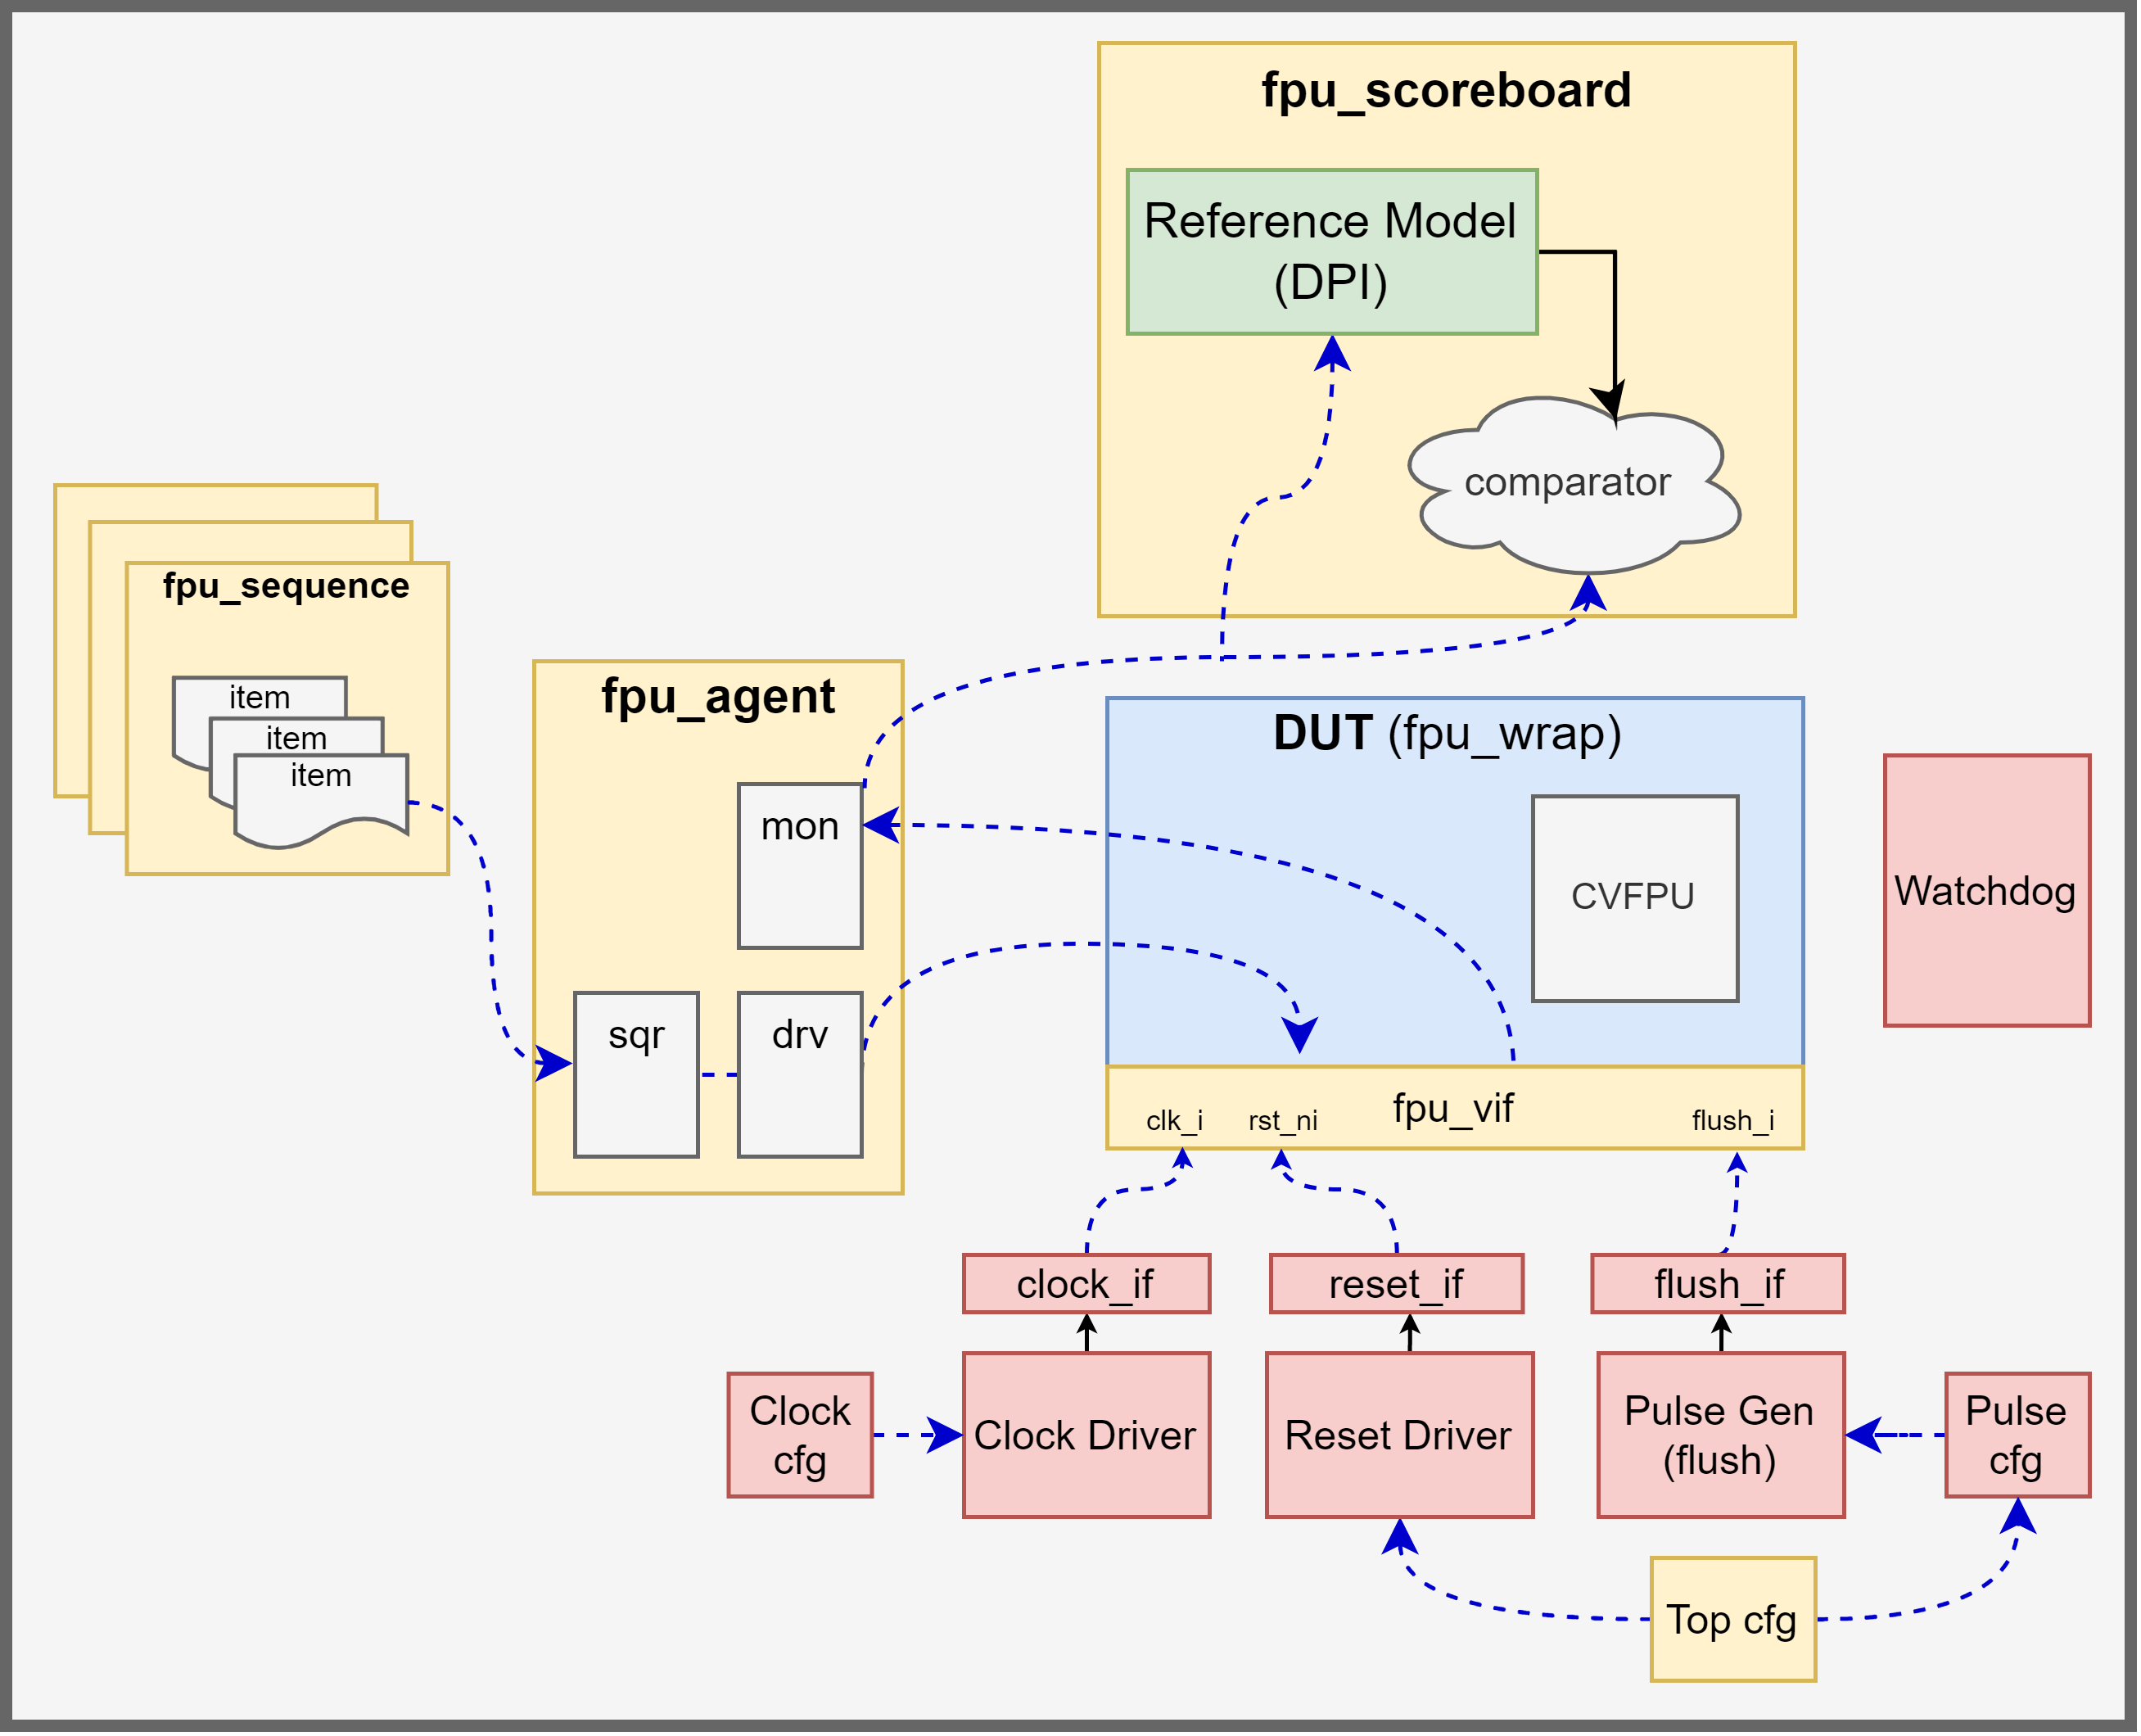 fpu_scoreboard
Reference Model
(DPI)
comparator
fpu_sequence
item
item
item
fpu_agent
mon
sqr
drv
DUT (fpu_wrap)
CVFPU
Watchdog
fpu_vif
clk_i
rst_ni
flush_i
clock_if
reset_if
flush_if
Clock
cfg
Clock Driver
Reset Driver
Pulse Gen
(flush)
Pulse
cfg
Top cfg